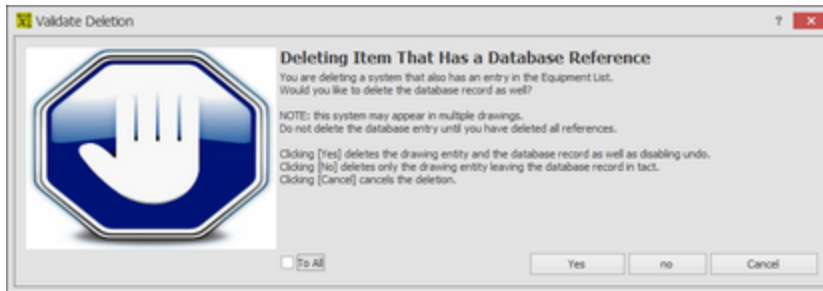 Validate Deletion
?
Deleting Item That Has a Database Reference
You are deleting a system that also has an entry in the Equipment List.
Would you like to delete the database record as well?
NOTE: this system may appear in multiple drawings.
Do not delete the database entry until you have deleted all references.
Clicking [Yes] deletes the drawing entity and the database record as well as disabling undo.
Clicking [No] deletes only the drawing entity leaving the database record in tact.
Clicking [Cancel] cancels the deletion.
To All
Yes
no
Cancel